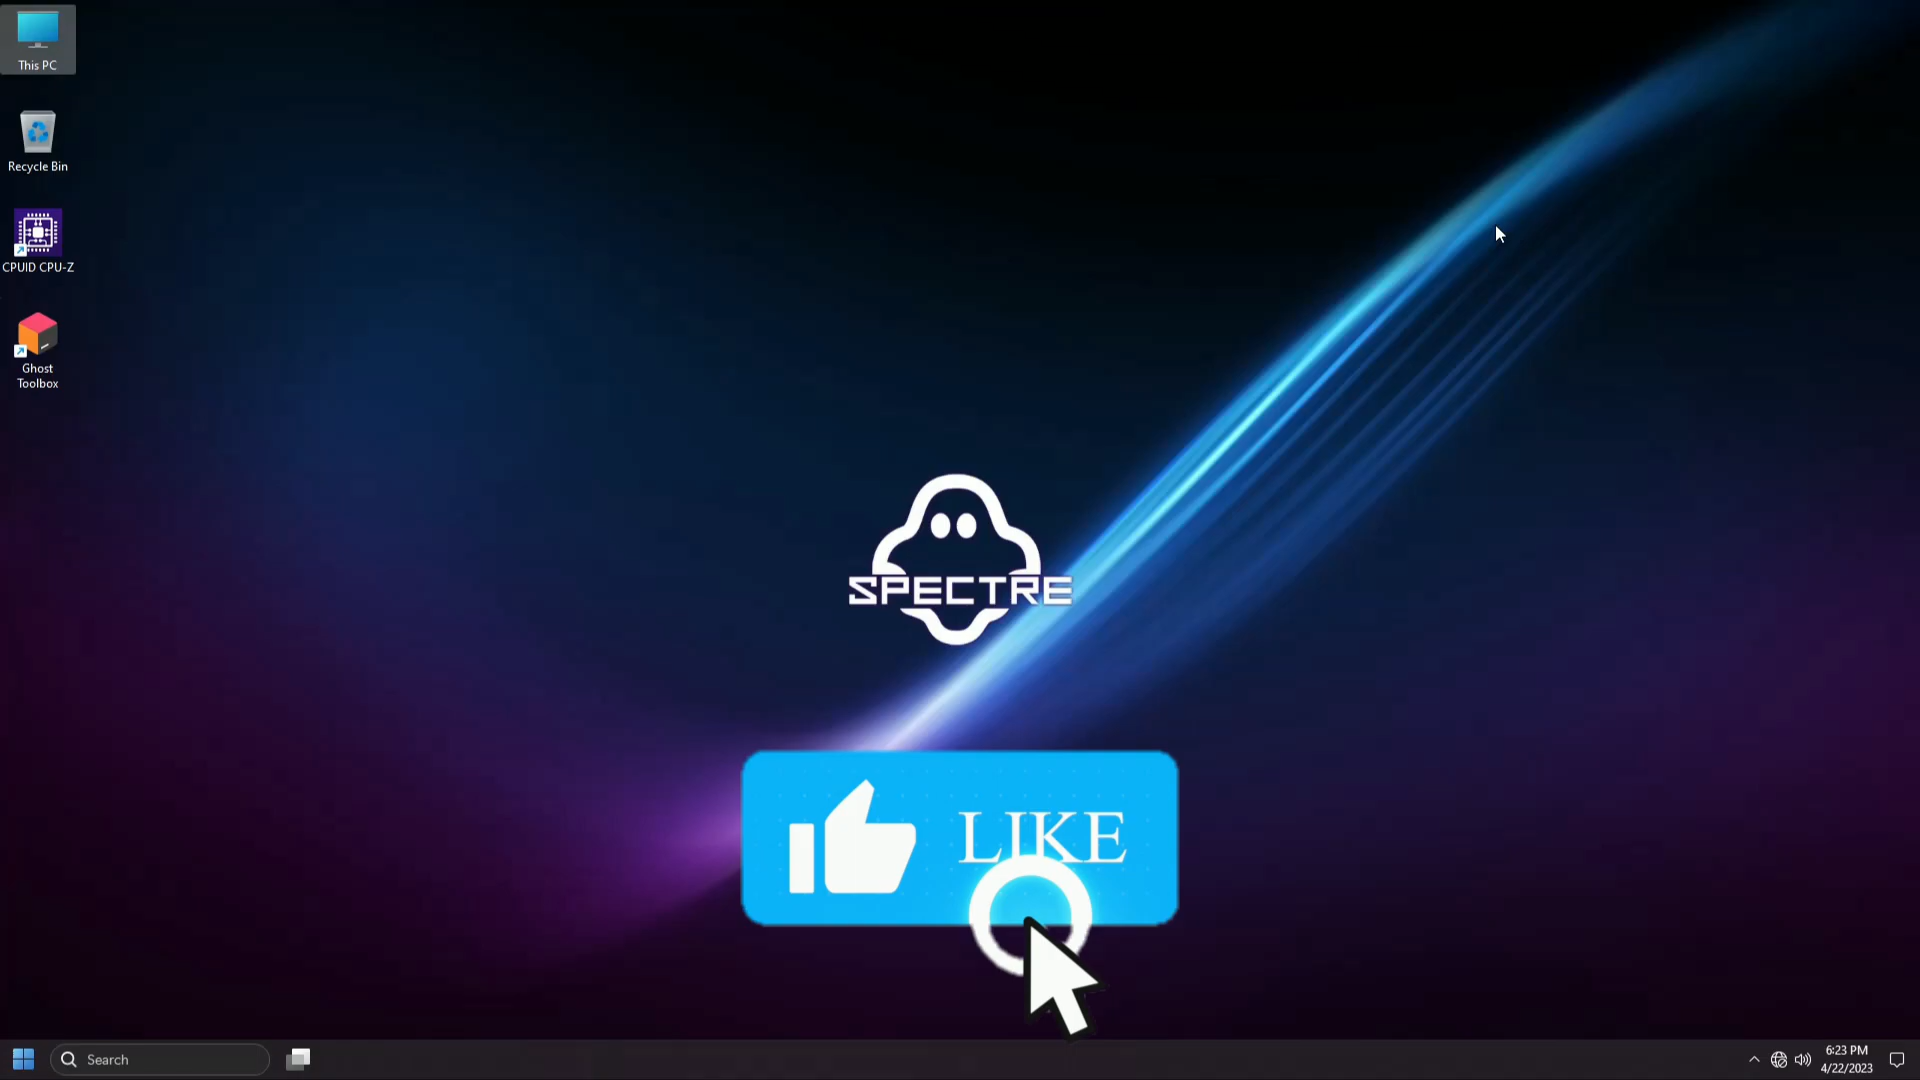 This PC
Recycle Bin
CPUID CPU-Z
Ghost
Toolbox
SPECTRE
LIKE
Search
6:23 PM
4/22/2023